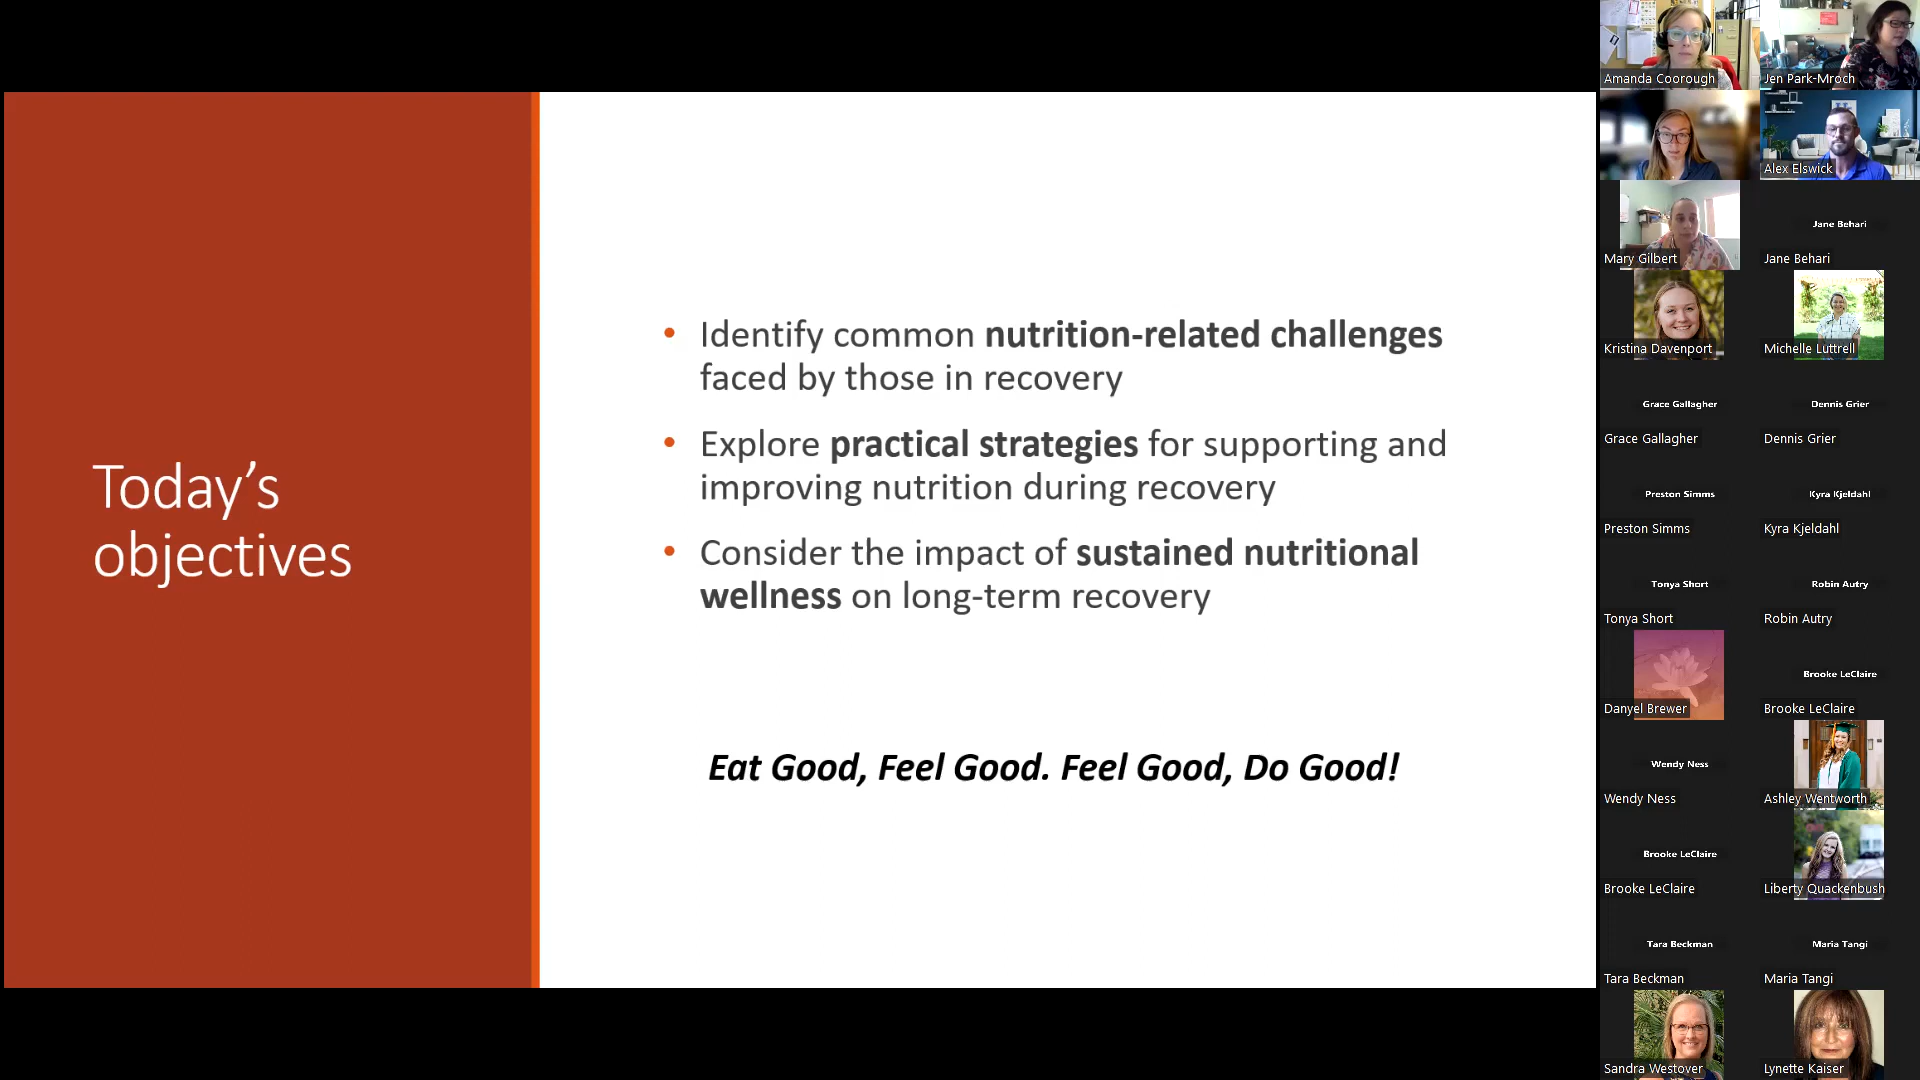 Today’s
objectives
• Identify common nutrition-related challenges
faced by those in recovery
• Explore practical strategies for supporting and
improving nutrition during recovery
• Consider the impact of sustained nutritional
wellness on long-term recovery
Eat Good, Feel Good. Feel Good, Do Good!
Amanda Coorough
Jen Park-Mroch
Alex Elswick
Mary Gilbert
Jane Behari
Jane Behari
Kristina Davenport
Michelle Luttrell
Grace Gallagher
Grace Gallagher
Dennis Grier
Dennis Grier
Preston Simms
Preston Simms
Kyra Kjeldahl
Kyra Kjeldahl
Tonya Short
Tonya Short
Robin Autry
Robin Autry
Danyel Brewer
Brooke LeClaire
Brooke LeClaire
Wendy Ness
Wendy Ness
Ashley Wentworth
Brooke LeClaire
Brooke LeClaire
Liberty Quackenbush
Tara Beckman
Tara Beckman
Maria Tangi
Maria Tangi
Sandra Westover
Lynette Kaiser